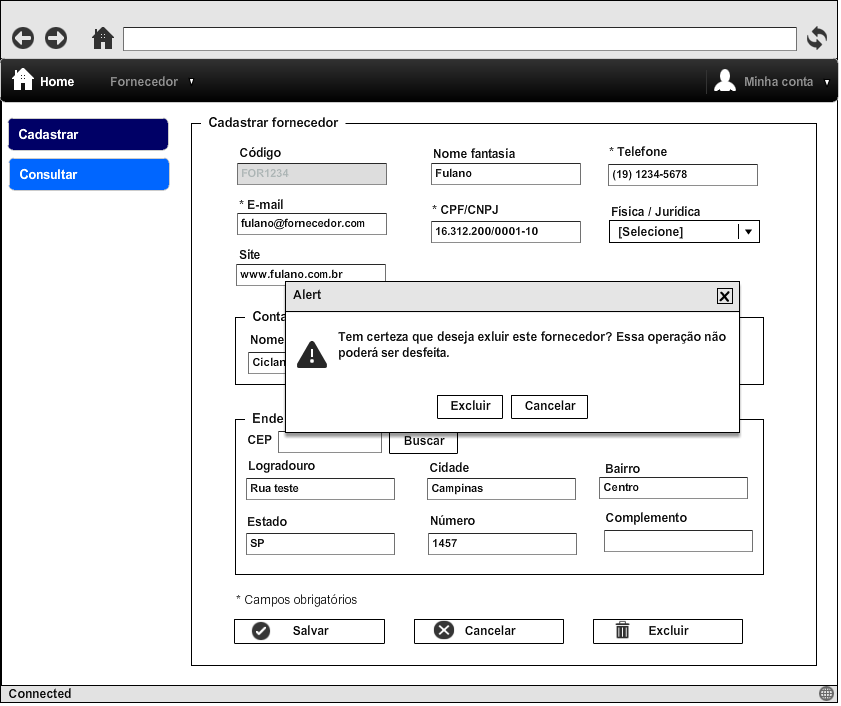 Home
Fornecedor
Minha conta
Cadastrar
Consultar
Cadastrar fornecedor
Código
Nome fantasia
* Telefone
FOR1234
Fulano
(19) 1234-5678
* E-mail
* CPF/CNPJ
Física / Jurídica
fulano@fornecedor.com
16.312.200/0001-10
[Selecione]
Site
www.fulano.com.br
Alert
Conta
Nome
Tem certeza que deseja exluir este fornecedor? Essa operação não
poderá ser desfeita.
Ciclan
Excluir
Cancelar
Ende
CEP
Buscar
Logradouro
Cidade
Bairro
Rua teste
Campinas
Centro
Estado
Número
Complemento
SP
1457
* Campos obrigatórios
Salvar
Cancelar
Excluir
Connected